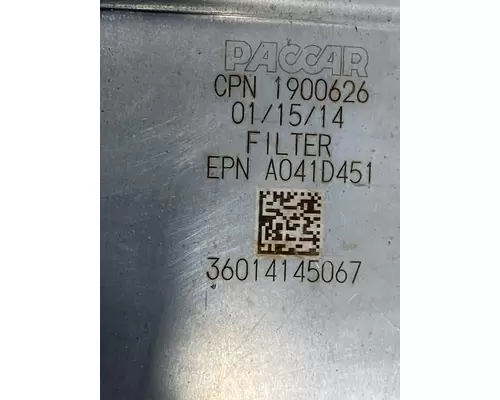 PACCAR
CPN 1900626
01/15/14
FILTER
EPN A041D451
36014145067